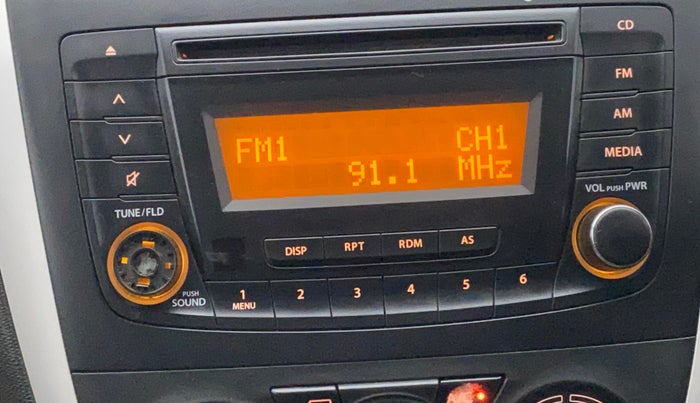 CD
FM
AM
MEDIA
FM1 CH1
91.1 MHz
TUNE/FLD
VOL PUSH PWR
DISP RPT RDM AS
PUSH
SOUND
1 2 3 4 5 6
MENU